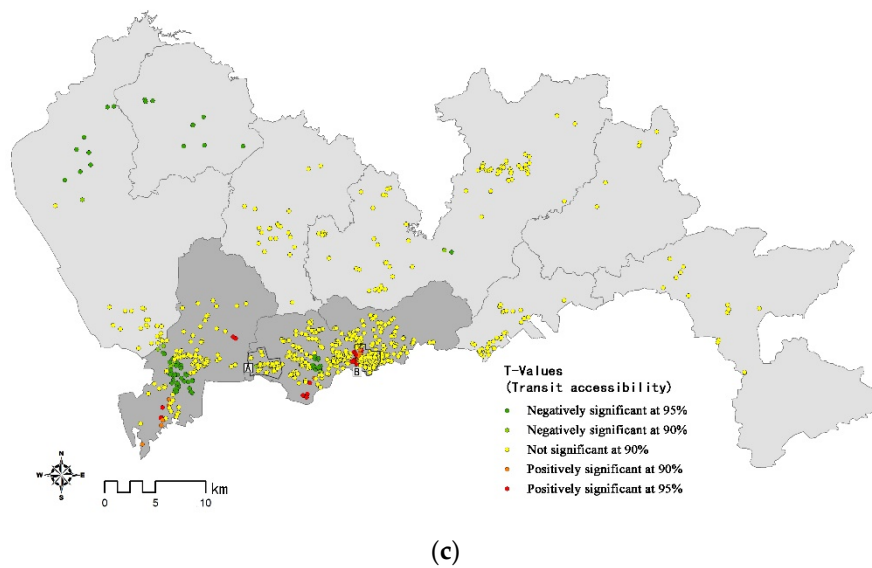 A
B
T-Values
(Transit accessibility)
Negatively significant at 95%
Negatively significant at 90%
Not significant at 90%
Positively significant at 90%
Positively significant at 95%
N
W E
S
km
0 5 10
(c)